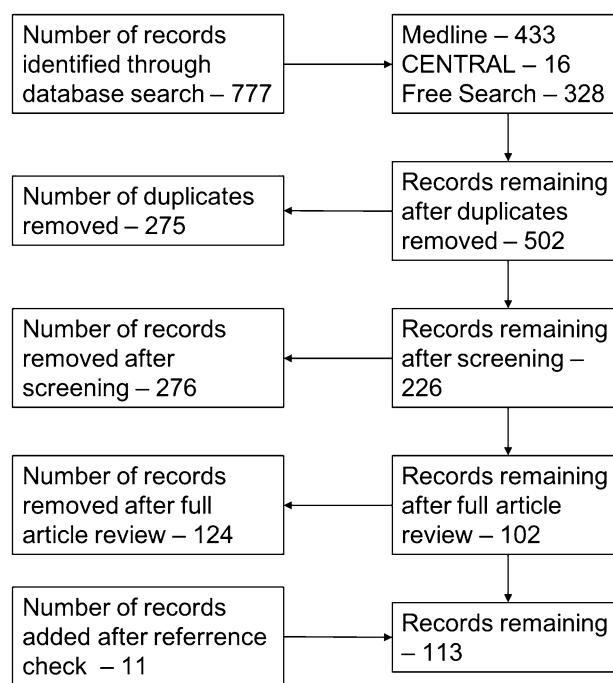 Number of records
identified through
database search – 777
Medline – 433
CENTRAL – 16
Free Search – 328
Number of duplicates
removed – 275
Records remaining
after duplicates
removed – 502
Number of records
removed after
screening – 276
Records remaining
after screening –
226
Number of records
removed after full
article review – 124
Records remaining
after full article
review – 102
Number of records
added after referrence
check – 11
Records remaining
– 113